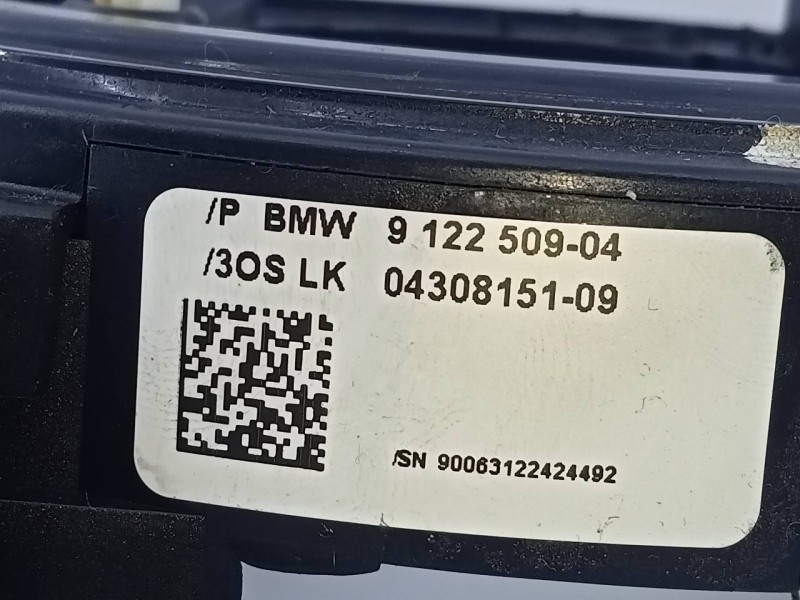 /P BMW 9 122 509-04
/3OS LK 04308151-09
/SN 90063122424492